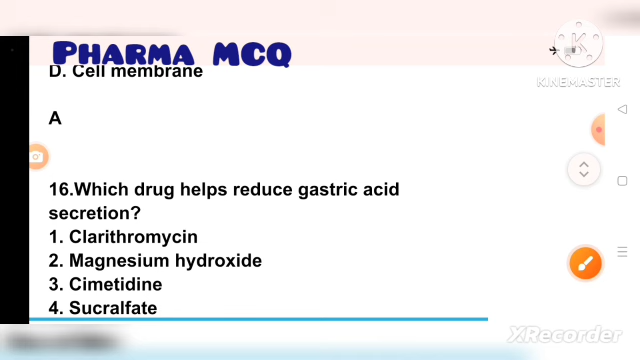 PHARMA MCQ
D. Cell membrane
A
16.Which drug helps reduce gastric acid
secretion?
1. Clarithromycin
2. Magnesium hydroxide
3. Cimetidine
4. Sucralfate
K
KINEMASTER
XRecorder